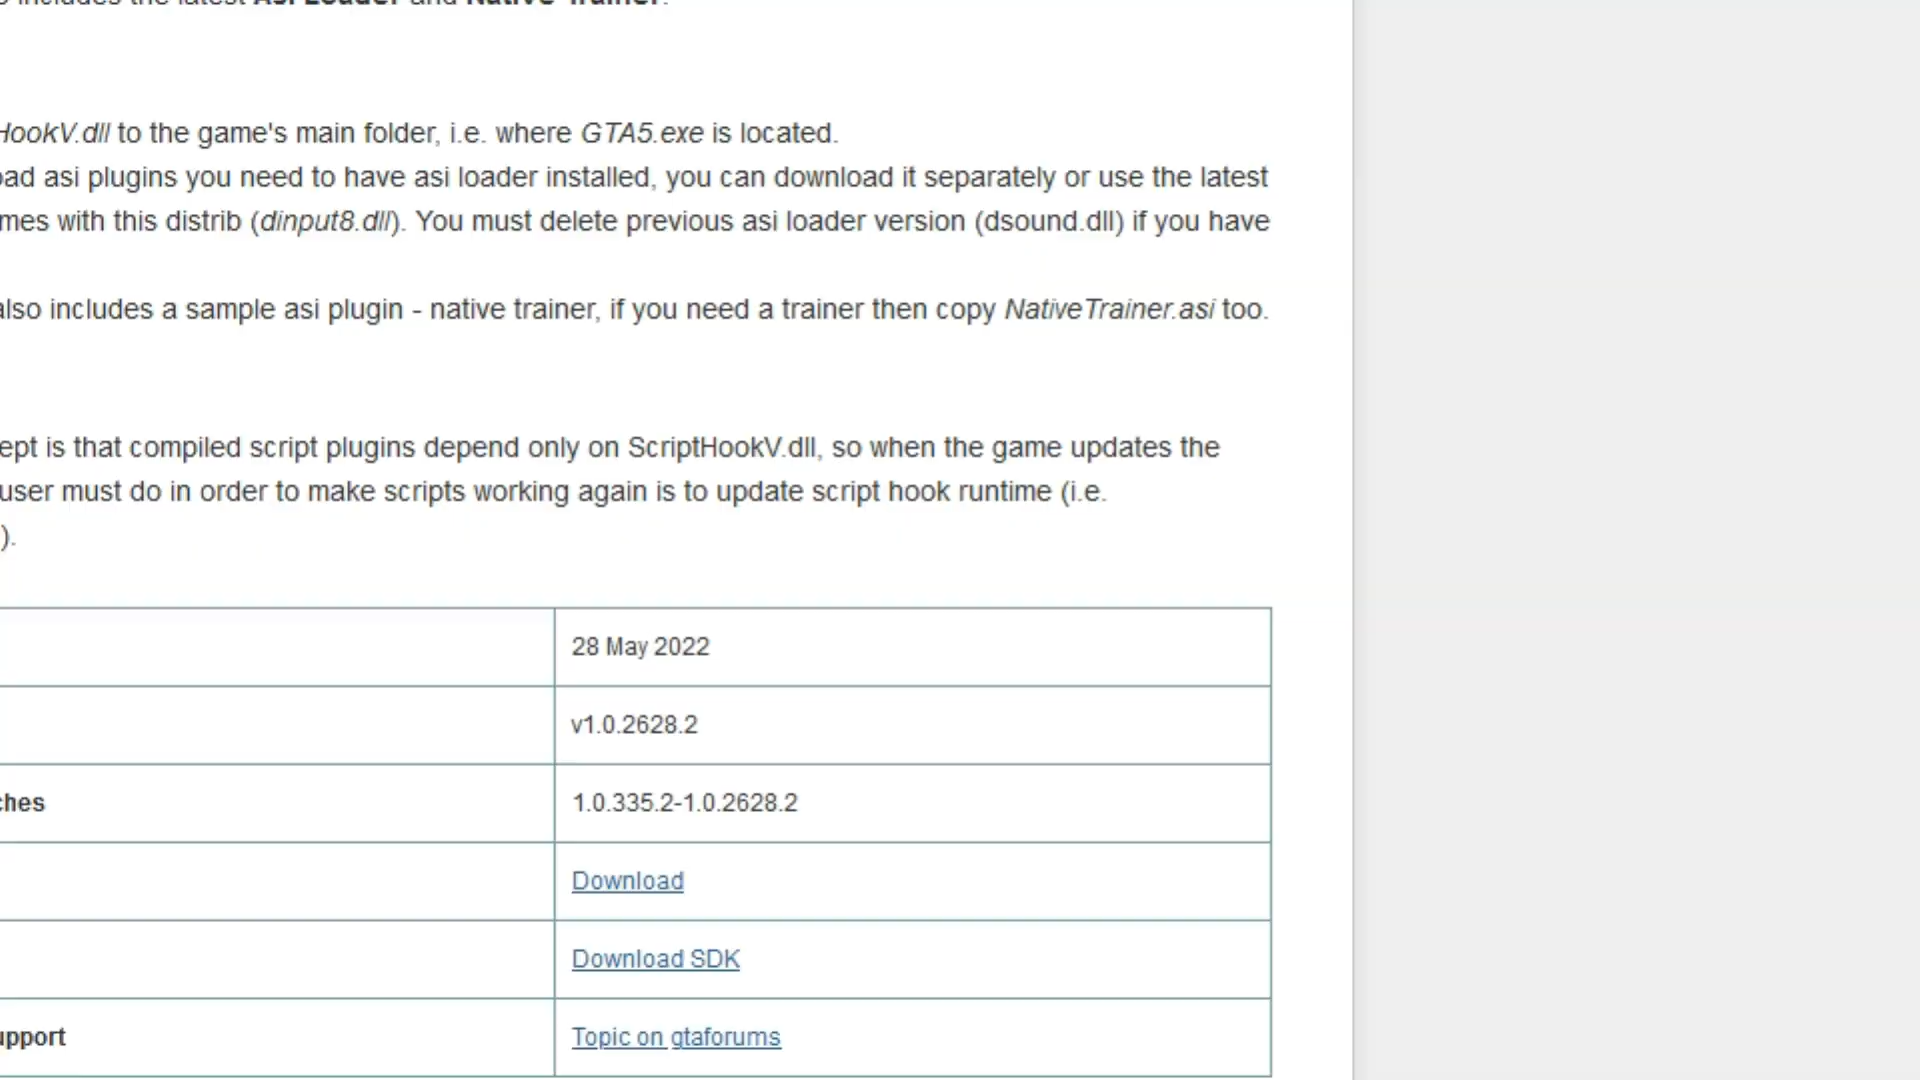 includes the latest ASI Loader and Native Trainer.
HookV.dll to the game's main folder, i.e. where GTA5.exe is located.
ad asi plugins you need to have asi loader installed, you can download it separately or use the latest
mes with this distrib (dinput8.dll). You must delete previous asi loader version (dsound.dll) if you have
also includes a sample asi plugin - native trainer, if you need a trainer then copy NativeTrainer.asi too.
ept is that compiled script plugins depend only on ScriptHookV.dll, so when the game updates the
user must do in order to make scripts working again is to update script hook runtime (i.e.
).
28 May 2022
v1.0.2628.2
ches 1.0.335.2-1.0.2628.2
Download
Download SDK
upport Topic on gtaforums